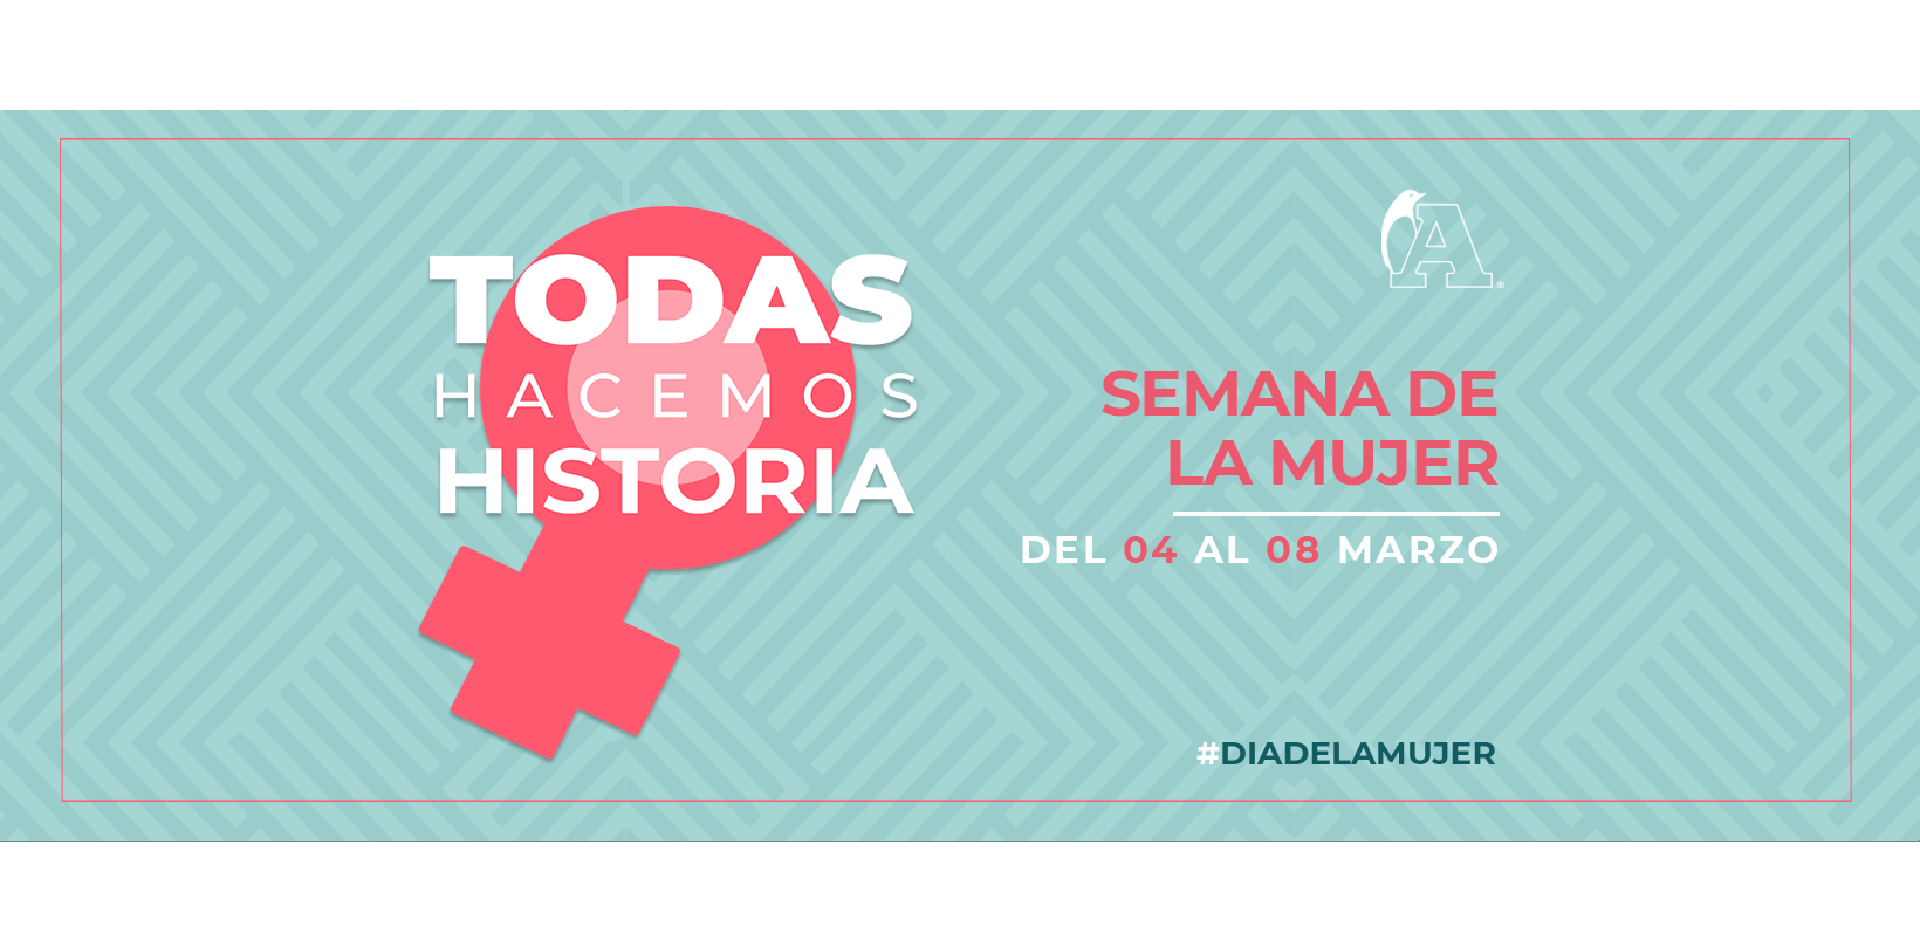 TODAS
HACEMOS
HISTORIA
A®
SEMANA DE
LA MUJER
DEL 04 AL 08 MARZO
#DIADELAMUJER